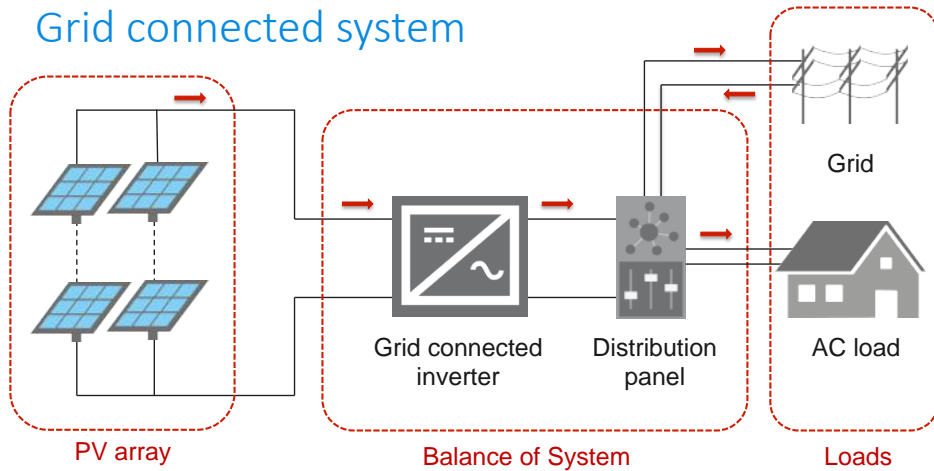 Grid connected system
Grid
Grid connected
inverter
Distribution
panel
AC load
PV array
Balance of System
Loads